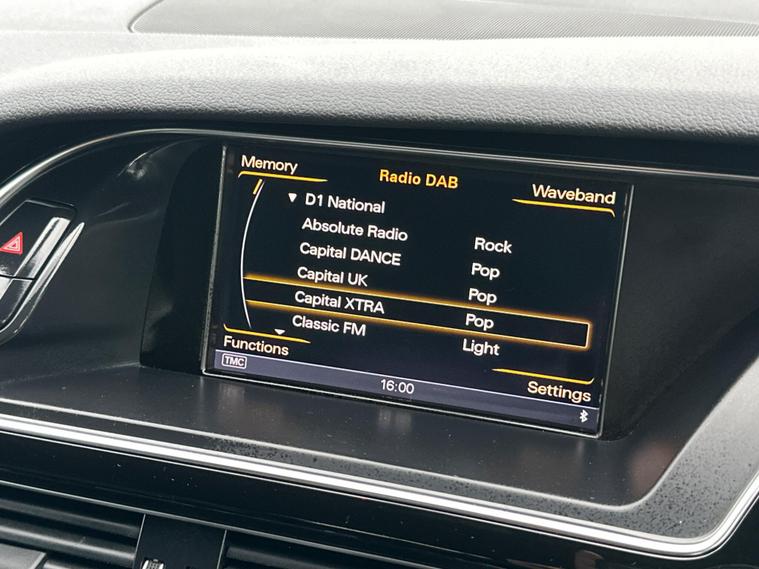 Memory
Radio DAB
Waveband
D1 National
Absolute Radio Rock
Capital DANCE Pop
Capital UK Pop
Capital XTRA Pop
Classic FM Light
Functions
Settings
TMC
16:00